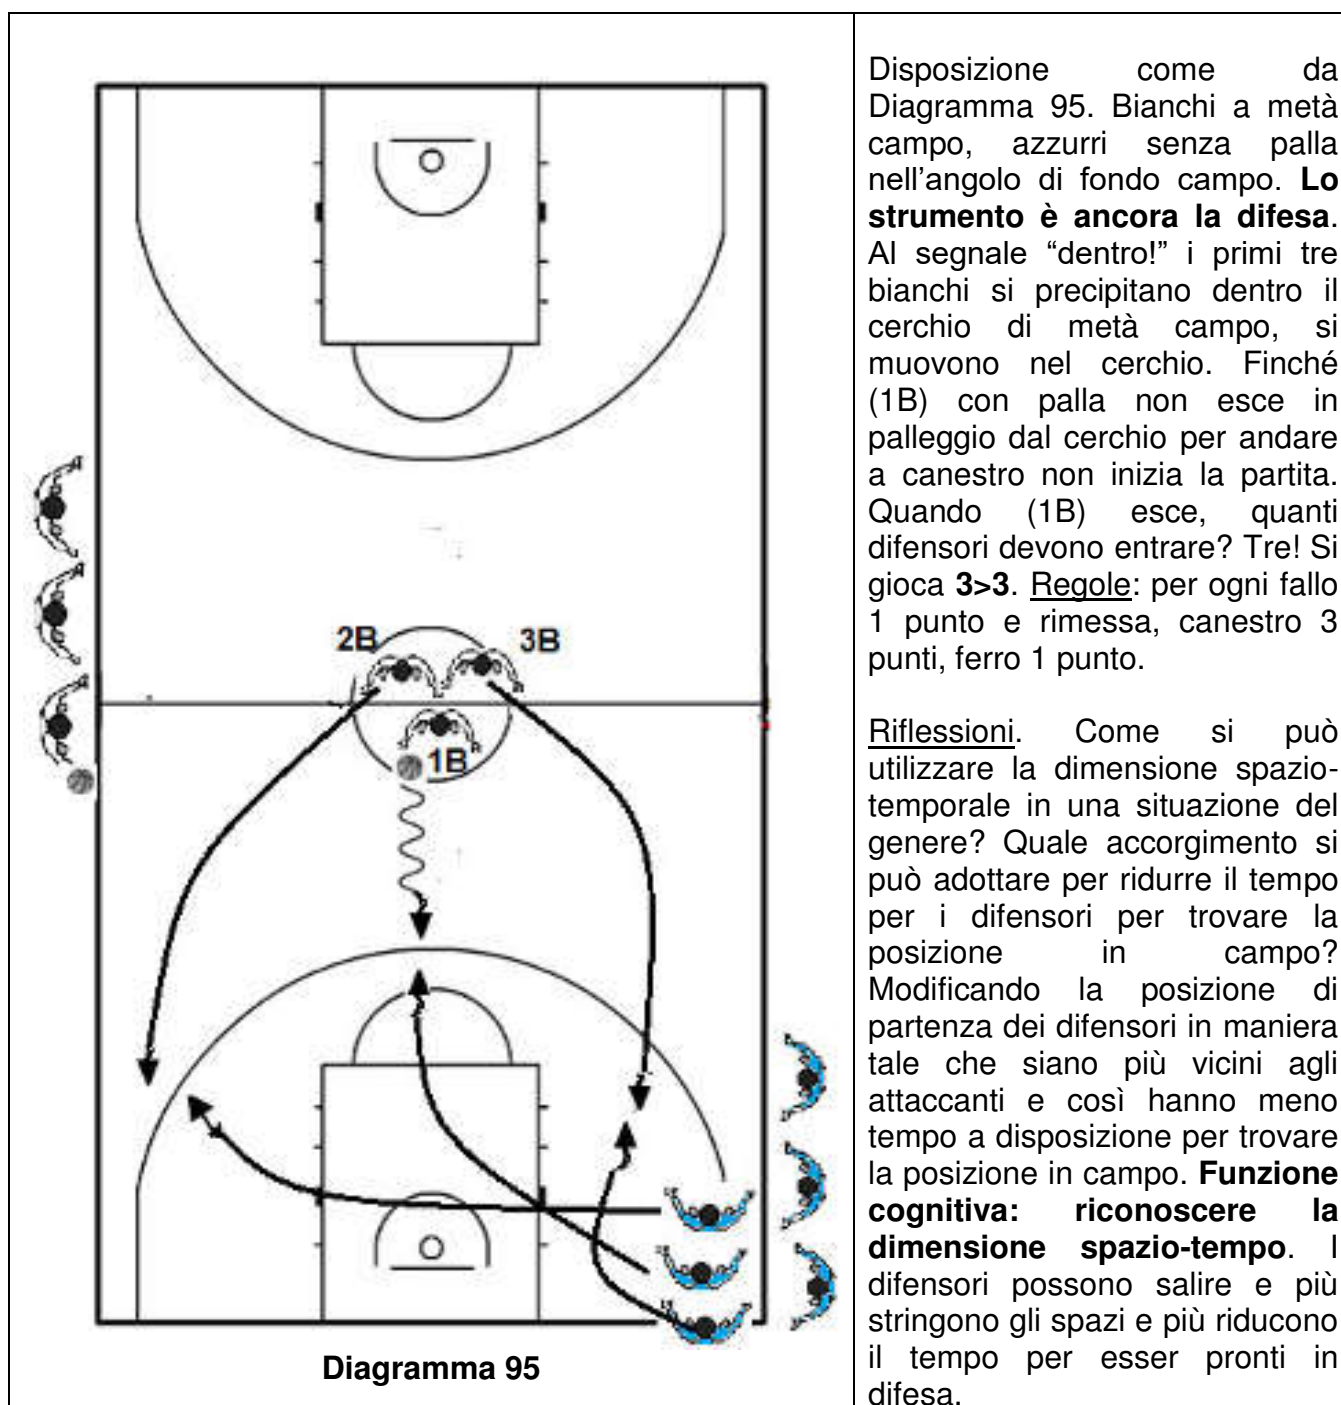 2B
3B
1B
Diagramma 95
Disposizione come da
Diagramma 95. Bianchi a metà
campo, azzurri senza palla
nell'angolo di fondo campo. Lo
strumento è ancora la difesa.
Al segnale “dentro!” i primi tre
bianchi si precipitano dentro il
cerchio di metà campo, si
muovono nel cerchio. Finché
(1B) con palla non esce in
palleggio dal cerchio per andare
a canestro non inizia la partita.
Quando (1B) esce, quanti
difensori devono entrare? Tre! Si
gioca 3>3. Regole: per ogni fallo
1 punto e rimessa, canestro 3
punti, ferro 1 punto.
Riflessioni. Come si può
utilizzare la dimensione spazio-
temporale in una situazione del
genere? Quale accorgimento si
può adottare per ridurre il tempo
per i difensori per trovare la
posizione in campo?
Modificando la posizione di
partenza dei difensori in maniera
tale che siano più vicini agli
attaccanti e così hanno meno
tempo a disposizione per trovare
la posizione in campo. Funzione
cognitiva: riconoscere la
dimensione spazio-tempo. I
difensori possono salire e più
stringono gli spazi e più riducono
il tempo per esser pronti in
difesa.